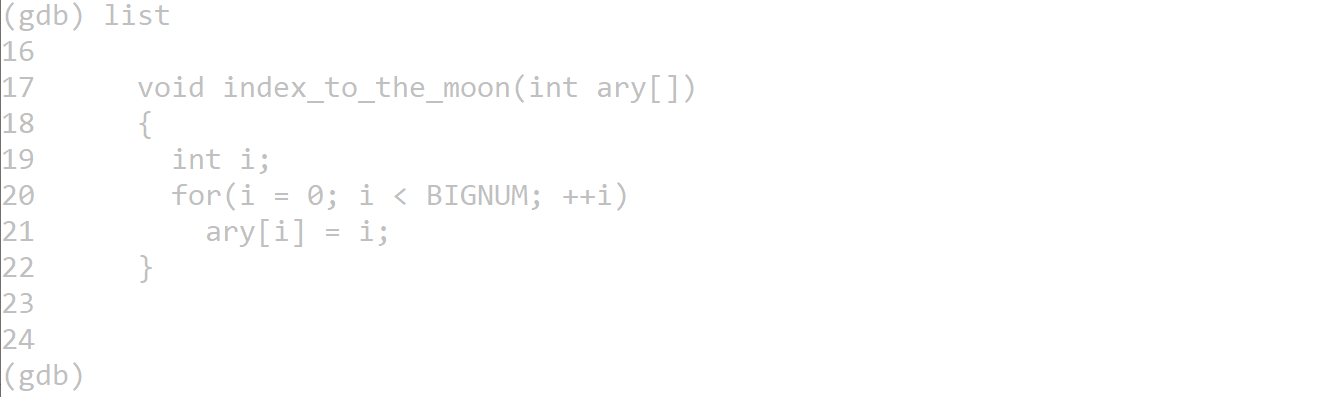 (gdb) list
16
17      void index_to_the_moon(int ary[])
18      {
19        int i;
20        for(i = 0; i < BIGNUM; ++i)
21          ary[i] = i;
22      }
23
24
(gdb)